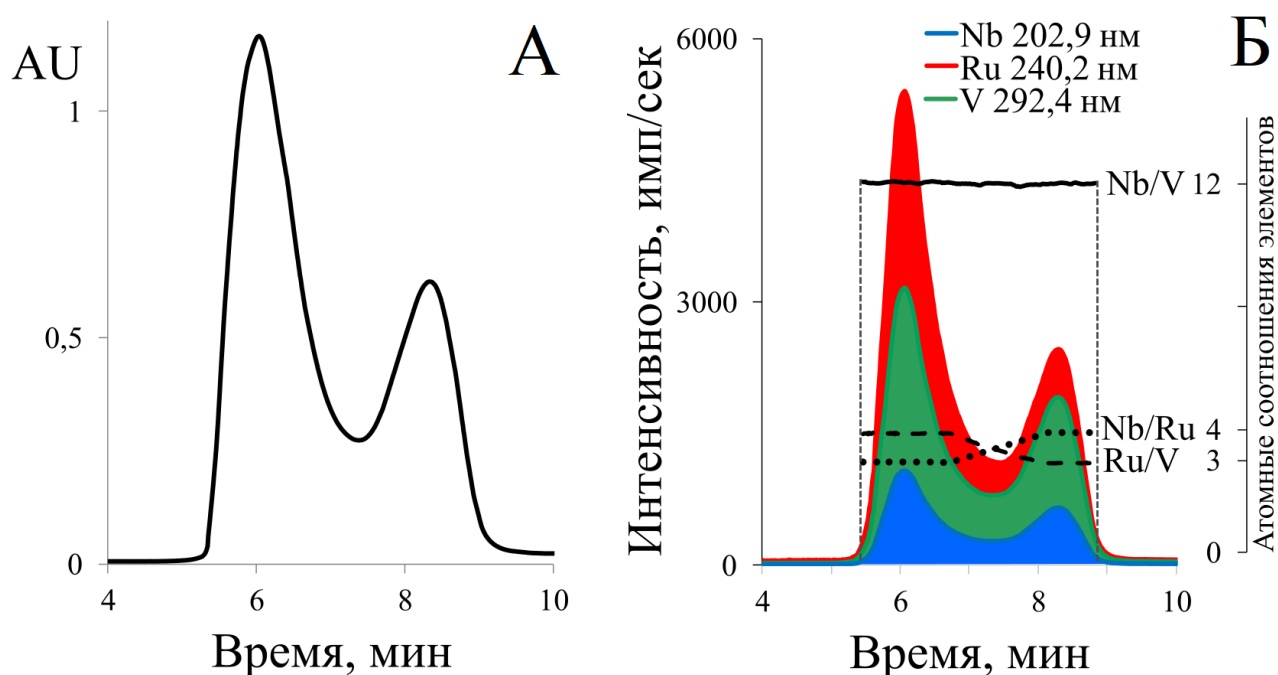 AU
А
1
0,5
0
4
6
8
10
Время, мин
Б
Nb 202,9 нм
Ru 240,2 нм
V 292,4 нм
Интенсивность, имп/сек
6000
3000
0
4
6
8
10
Время, мин
Nb/V 12
Nb/Ru 4
Ru/V 3
0
Атомные соотношения элементов